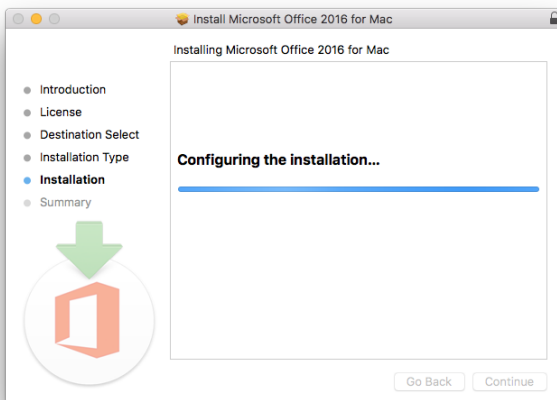 Install Microsoft Office 2016 for Mac
Installing Microsoft Office 2016 for Mac
Introduction
License
Destination Select
Installation Type
Installation
Summary
Configuring the installation...
Go Back
Continue